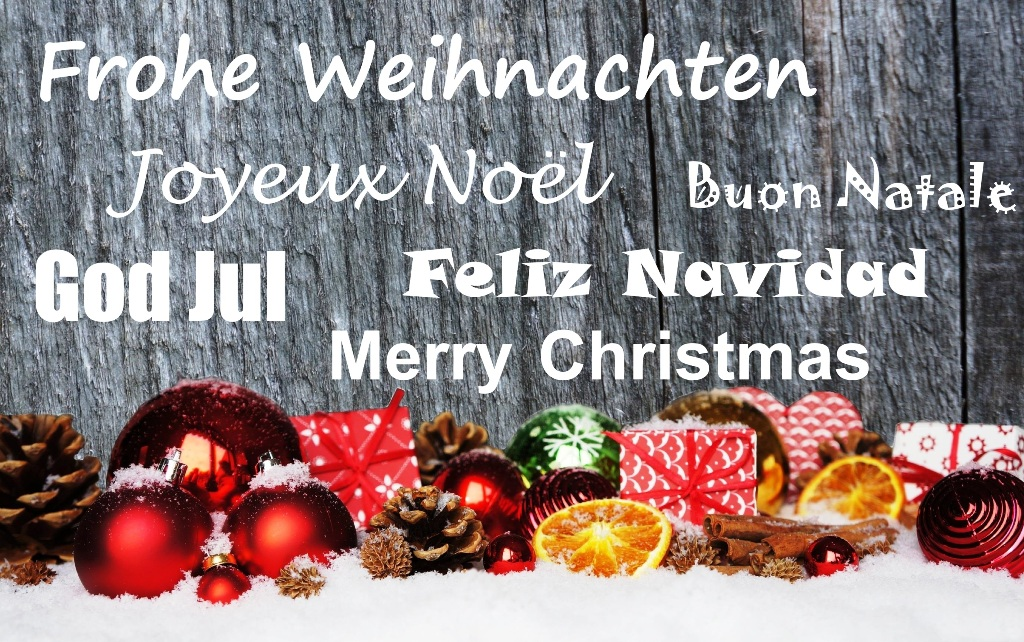 Frohe Weihnachten
Joyeux Noël
Buon Natale
God Jul
Feliz Navidad
Merry Christmas